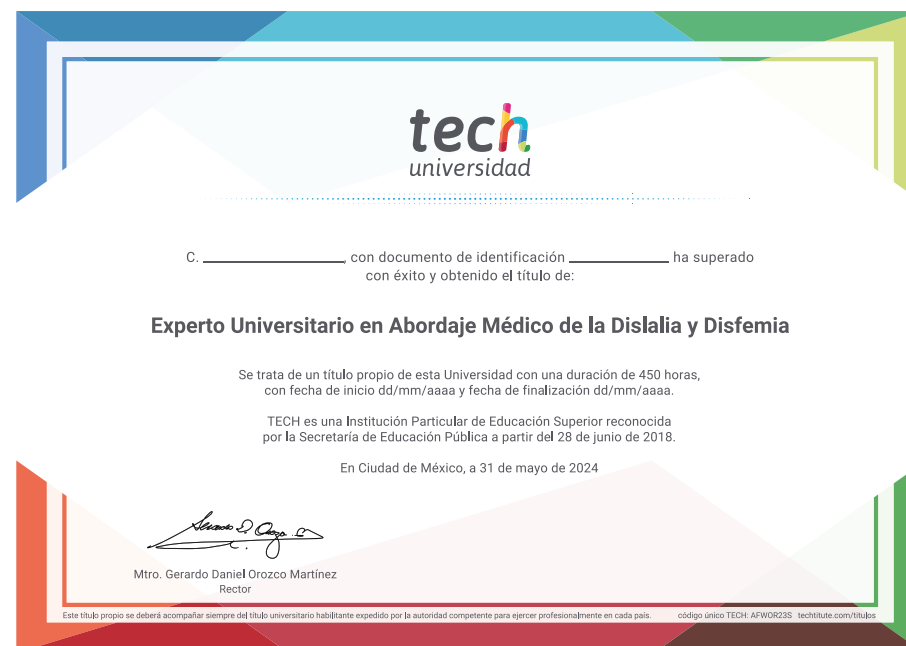 tech
universidad
C. ____________, con documento de identificación ____________ ha superado
con éxito y obtenido el título de:
Experto Universitario en Abordaje Médico de la Dislalia y Disfemia
Se trata de un título propio de esta Universidad con una duración de 450 horas,
con fecha de inicio dd/mm/aaaa y fecha de finalización dd/mm/aaaa.
TECH es una Institución Particular de Educación Superior reconocida
por la Secretaría de Educación Pública a partir del 28 de junio de 2018.
En Ciudad de México, a 31 de mayo de 2024
Mtro. Gerardo Daniel Orozco Martínez
Rector
Este título propio se deberá acompañar siempre del título universitario habilitante expedido por la autoridad competente para ejercer profesionalmente en cada país. código único TECH: AFWOR23S techtitute.com/titulos